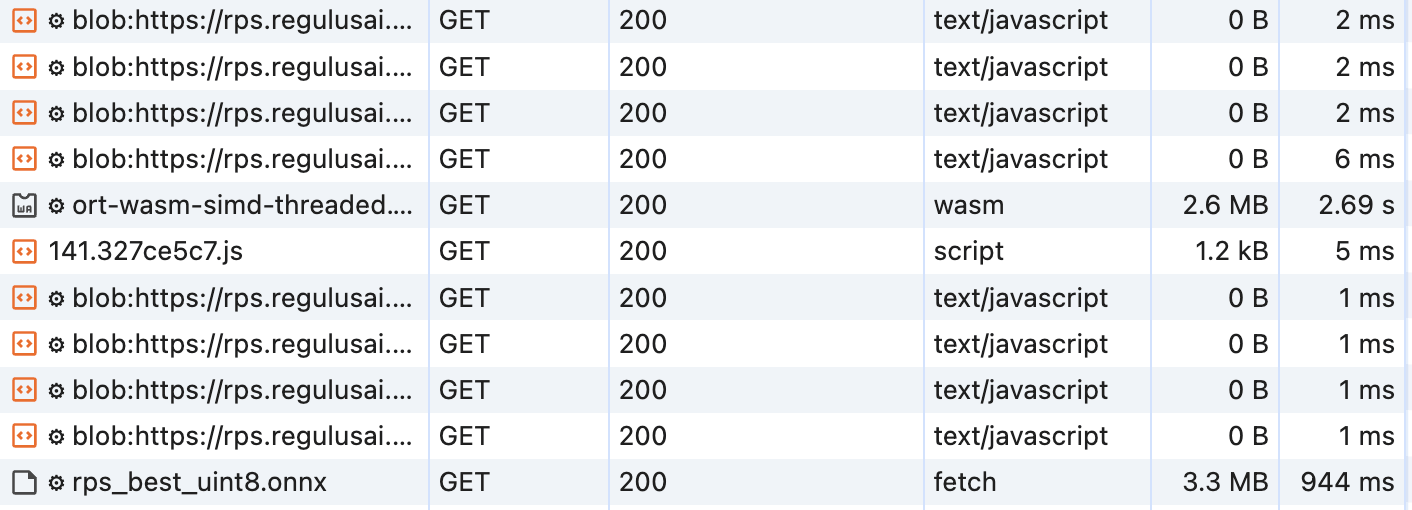 blob:https://rps.regulusai.... GET 200 text/javascript 0 B 2 ms
blob:https://rps.regulusai.... GET 200 text/javascript 0 B 2 ms
blob:https://rps.regulusai.... GET 200 text/javascript 0 B 2 ms
blob:https://rps.regulusai.... GET 200 text/javascript 0 B 6 ms
WA ort-wasm-simd-threaded.... GET 200 wasm 2.6 MB 2.69 s
141.327ce5c7.js GET 200 script 1.2 kB 5 ms
blob:https://rps.regulusai.... GET 200 text/javascript 0 B 1 ms
blob:https://rps.regulusai.... GET 200 text/javascript 0 B 1 ms
blob:https://rps.regulusai.... GET 200 text/javascript 0 B 1 ms
blob:https://rps.regulusai.... GET 200 text/javascript 0 B 1 ms
rps_best_uint8.onnx GET 200 fetch 3.3 MB 944 ms